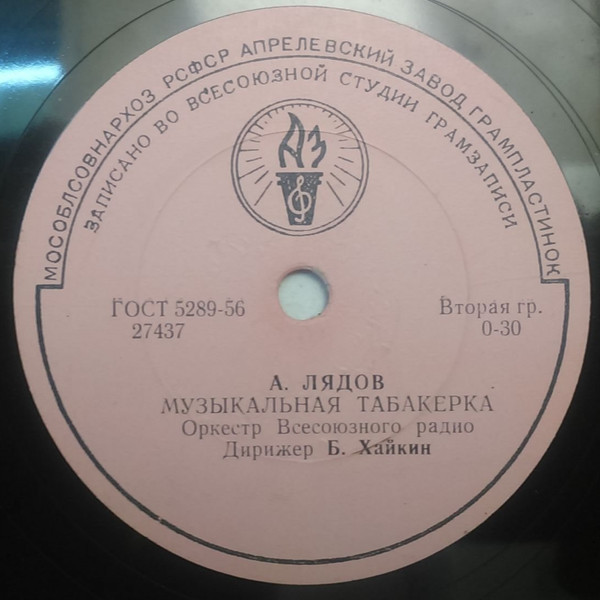 МОСОБЛСОВНАРХОЗ РСФСР АПРЕЛЕВСКИЙ ЗАВОД ГРАМПЛАСТИНОК
ЗАПИСАНО ВО ВСЕСОЮЗНОЙ СТУДИИ ГРАМЗАПИСИ
АЗ
ГОСТ 5289-56
27437
Вторая гр.
0-30
А. ЛЯДОВ
МУЗЫКАЛЬНАЯ ТАБАКЕРКА
Оркестр Всесоюзного радио
Дирижер Б. Хайкин